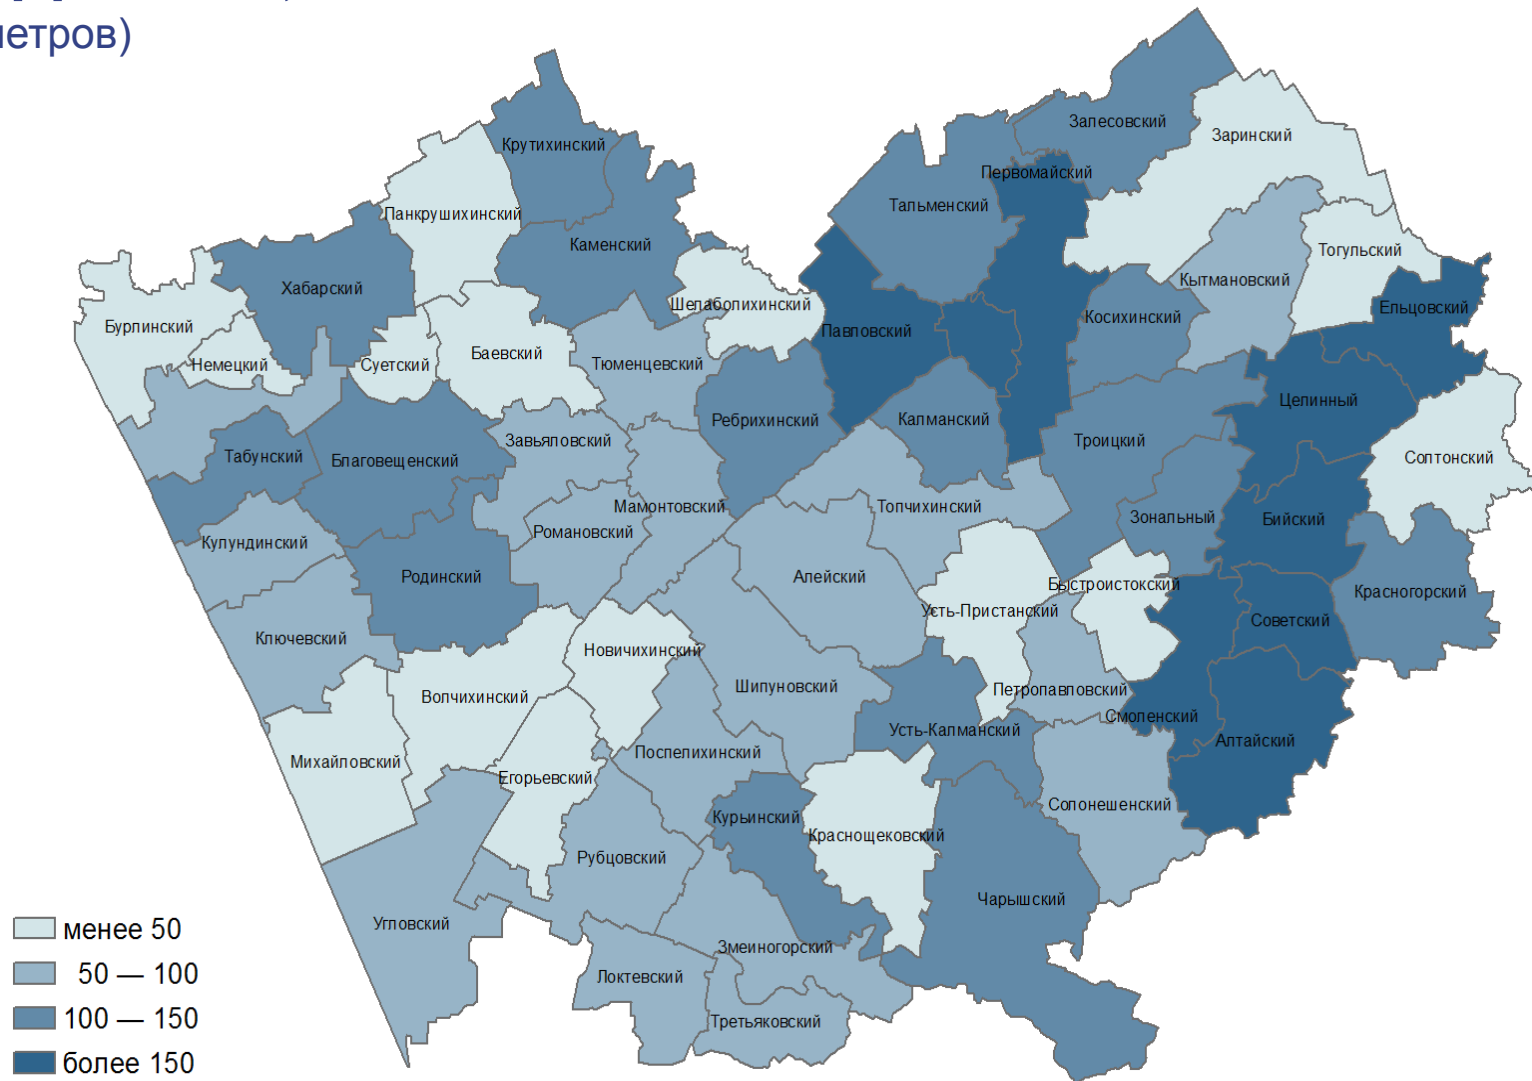 метров)
Залесовский
Заринский
Крутихинский
Первомайский
Тальменский
Панкрушихинский
Каменский
Тогульский
Кытмановский
Хабарский
Шелаболихинский
Ельцовский
Косихинский
Бурлинский
Павловский
Баевский
Немецкий
Суетский
Тюменцевский
Целинный
Ребрихинский
Калманский
Завьяловский
Троицкий
Табунский
Благовещенский
Солтонский
Мамонтовский
Топчихинский
Зональный
Бийский
Романовский
Кулундинский
Родинский
Алейский
Быстроистокский
Красногорский
Усть-Пристанский
Советский
Ключевский
Новичихинский
Шипуновский
Петропавловский
Волчихинский
Смоленский
Усть-Калманский
Алтайский
Поспелихинский
Михайловский
Егорьевский
Солонешенский
Курьинский
Краснощековский
Рубцовский
Чарышский
Угловский
Змеиногорский
Локтевский
Третьяковский
менее 50
50 — 100
100 — 150
более 150